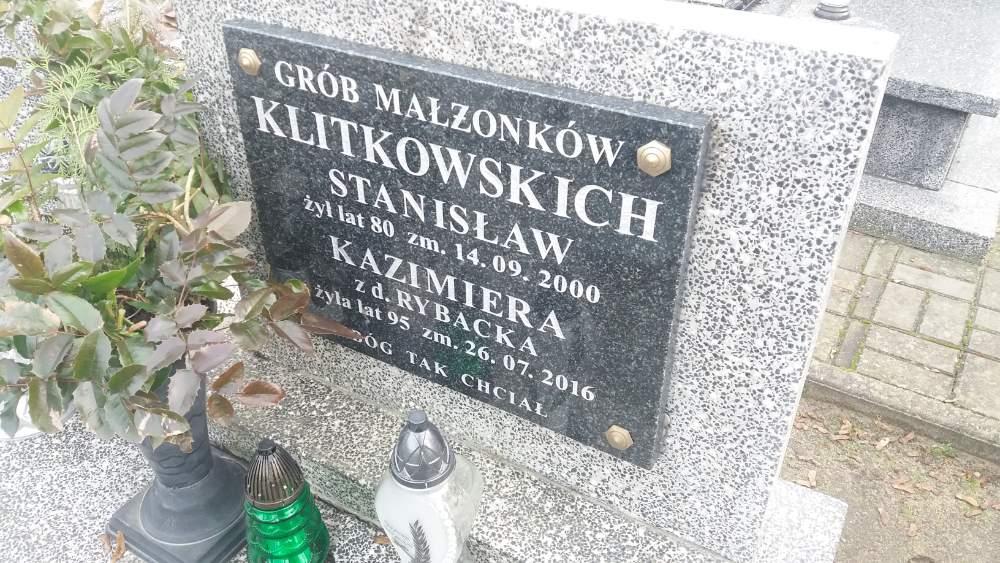 GRÓB MAŁŻONKÓW
KLITKOWSKICH
STANISŁAW
żył lat 80 zm. 14.09.2000
KAZIMIERA
z d. RYBACKA
żyła lat 95 zm. 26.07.2016
BÓG TAK CHCIAŁ